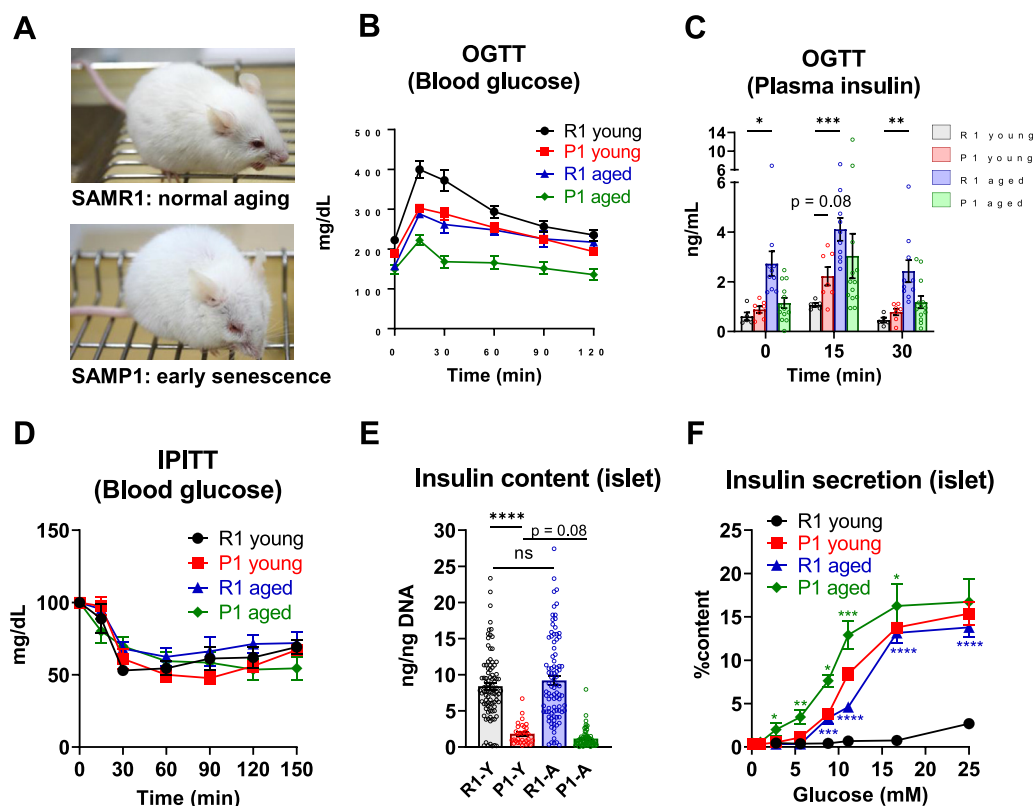 A
SAMR1: normal aging
SAMP1: early senescence
B
OGTT
(Blood glucose)
R1 young
P1 young
R1 aged
P1 aged
mg/dL
500
400
300
200
100
0
0 30 60 90 120
Time (min)
C
OGTT
(Plasma insulin)
* *** **
R1 young
P1 young
R1 aged
P1 aged
p = 0.08
ng/mL
14
10
6
6
4
2
0
0 15 30
Time (min)
D
IPITT
(Blood glucose)
R1 young
P1 young
R1 aged
P1 aged
mg/dL
150
100
50
0
0 30 60 90 120 150
Time (min)
E
Insulin content (islet)
****
p = 0.08
ns
ng/ng DNA
30
25
20
15
10
5
0
R1-Y P1-Y R1-A P1-A
F
Insulin secretion (islet)
R1 young
P1 young
R1 aged
P1 aged
%content
25
20
15
10
5
0
* ** * *** *
*** **** **** ****
0 5 10 15 20 25
Glucose (mM)